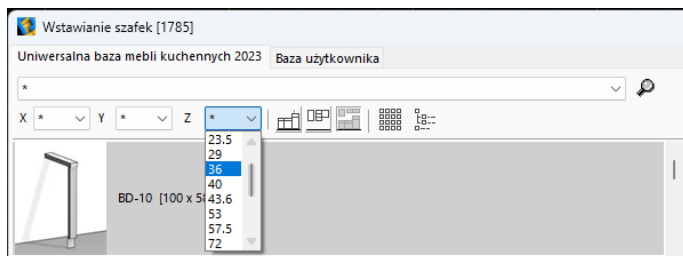 Wstawianie szafek [1785]
Uniwersalna baza mebli kuchennych 2023 Baza użytkownika
*
X * Y * Z *
23.5
29
36
40
BD-10 [100 x 58 43.6
53
57.5
72